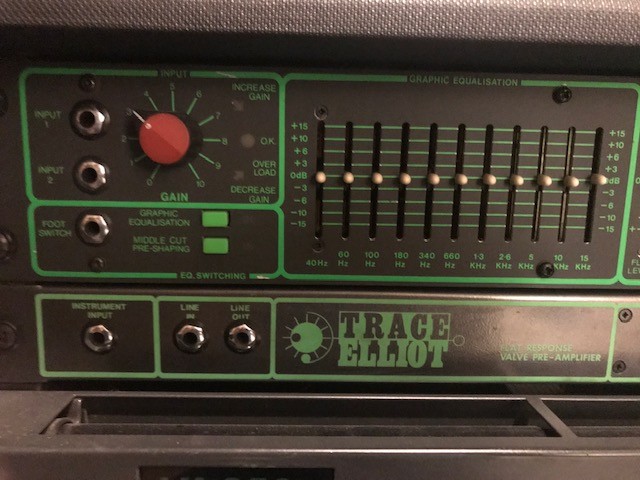 INPUT
GRAPHIC EQUALISATION
INPUT
1
INPUT
2
0
2
3
4
5
6
7
8
9
10
GAIN
INCREASE
GAIN
O.K.
OVER
LOAD
DECREASE
GAIN
FOOT
SWITCH
GRAPHIC
EQUALISATION
MIDDLE CUT
PRE-SHAPING
EQ. SWITCHING
+15
+10
+6
+3
0dB
-3
-6
-10
-15
+15
+10
+6
+3
0dB
-3
-6
-10
-15
40Hz
60
Hz
100
Hz
180
Hz
340
Hz
660
Hz
1·3
KHz
2·6
KHz
5
KHz
10
KHz
15
KHz
INSTRUMENT
INPUT
LINE
IN
LINE
OUT
TRACE
ELLIOT
FLAT RESPONSE
VALVE PRE-AMPLIFIER